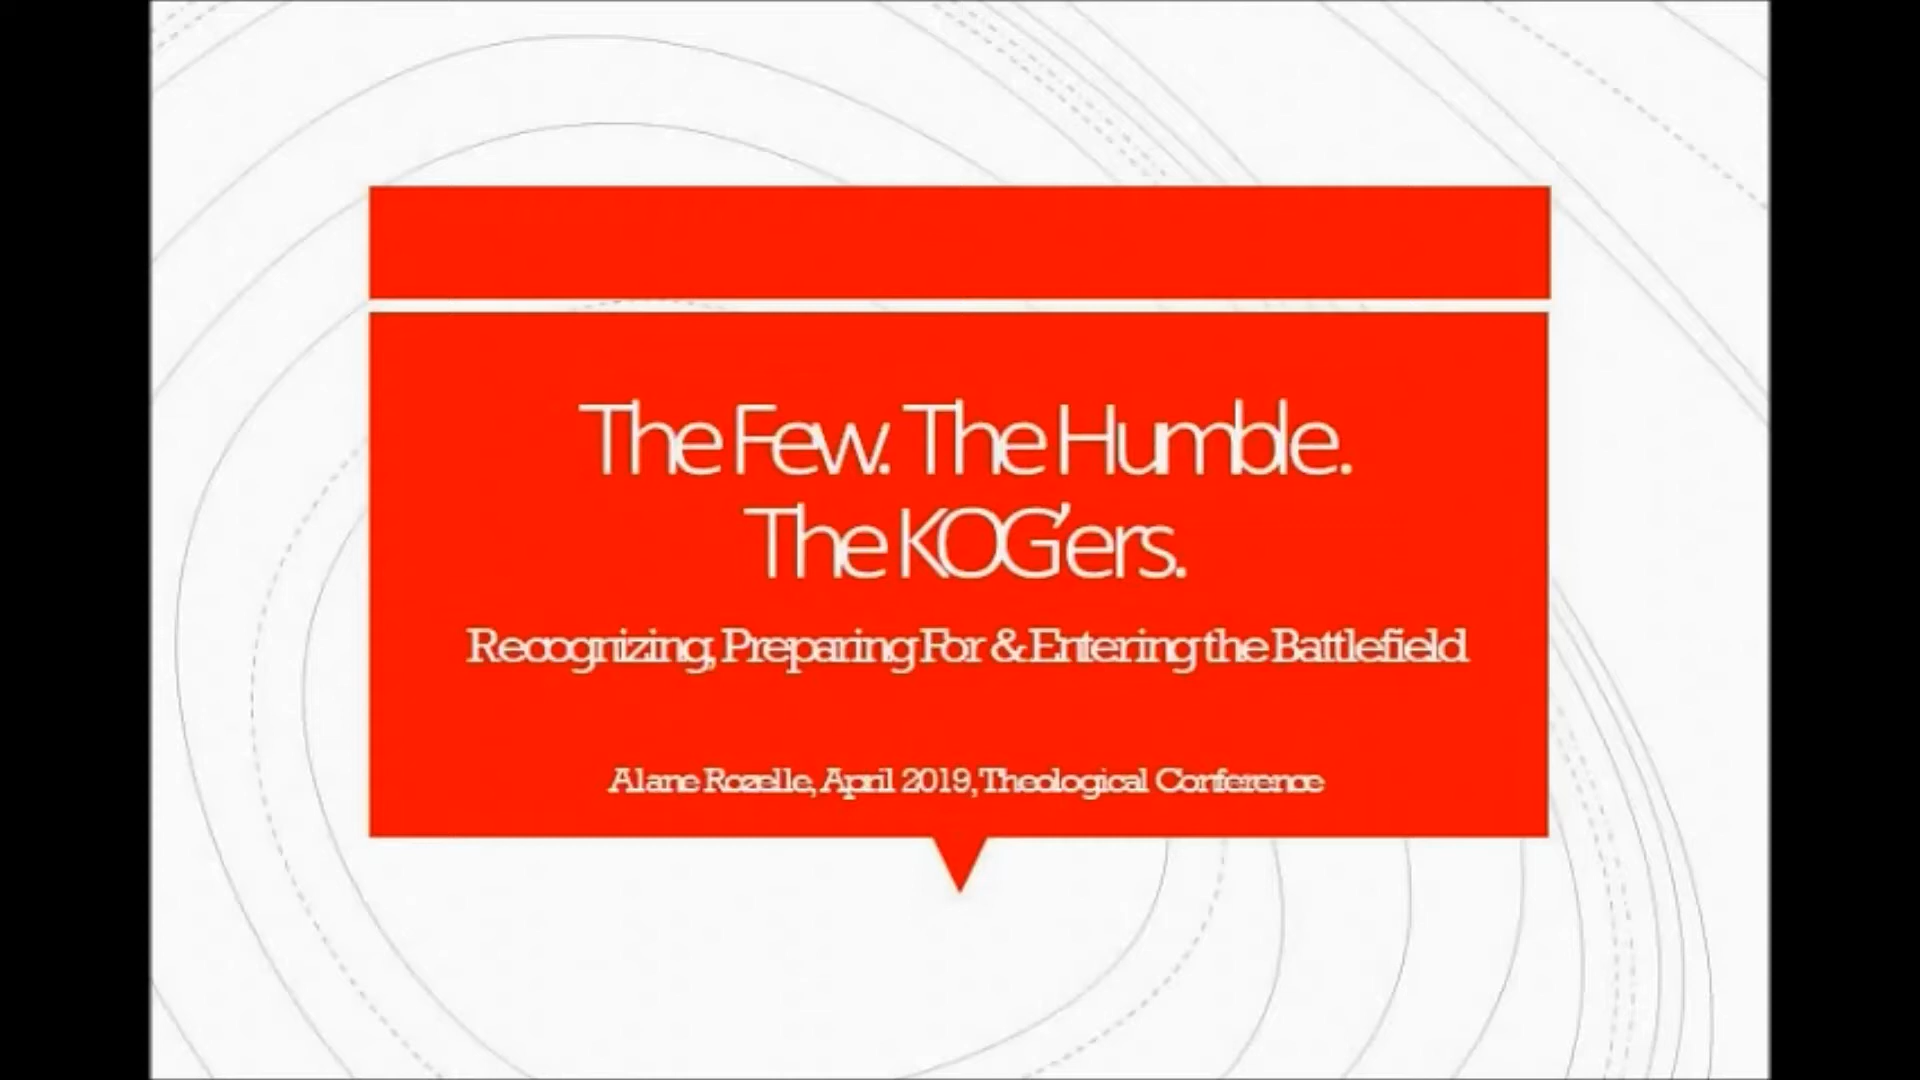 The Few. The Humble.
The KOG'ers.
Recognizing, Preparing For & Entering the Battlefield
Alane Rozelle, April 2019, Theological Conference